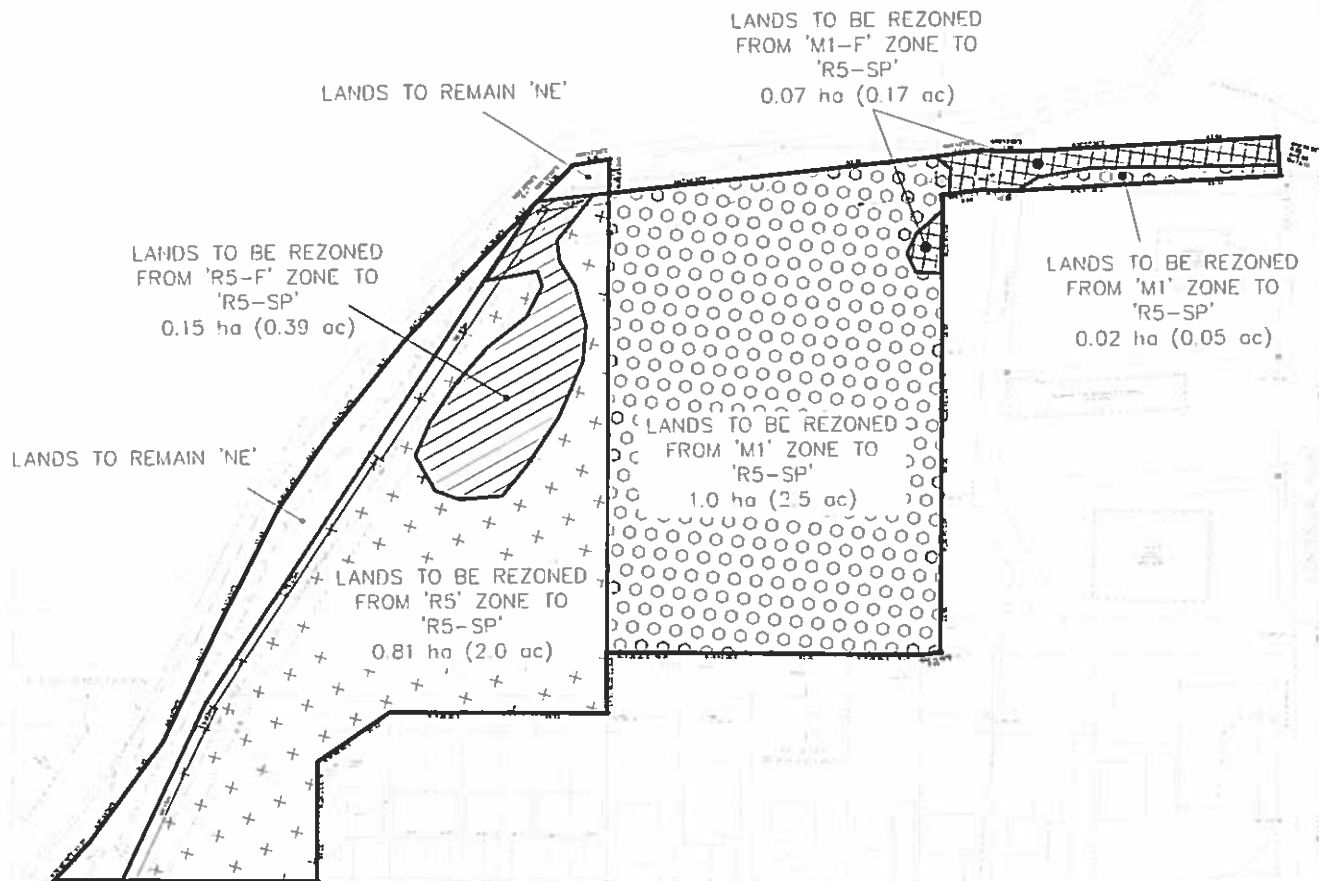 LANDS TO BE REZONED
FROM 'M1-F' ZONE TO
'R5-SP'
0.07 ha (0.17 ac)
LANDS TO REMAIN 'NE'
LANDS TO BE REZONED
FROM 'R5-F' ZONE TO
'R5-SP'
0.15 ha (0.39 ac)
LANDS TO BE REZONED
FROM 'M1' ZONE TO
'R5-SP'
0.02 ha (0.05 ac)
LANDS TO REMAIN 'NE'
LANDS TO BE REZONED
FROM 'M1' ZONE TO
'R5-SP'
1.0 ha (2.5 ac)
LANDS TO BE REZONED
FROM 'R5' ZONE TO
'R5-SP'
0.81 ha (2.0 ac)